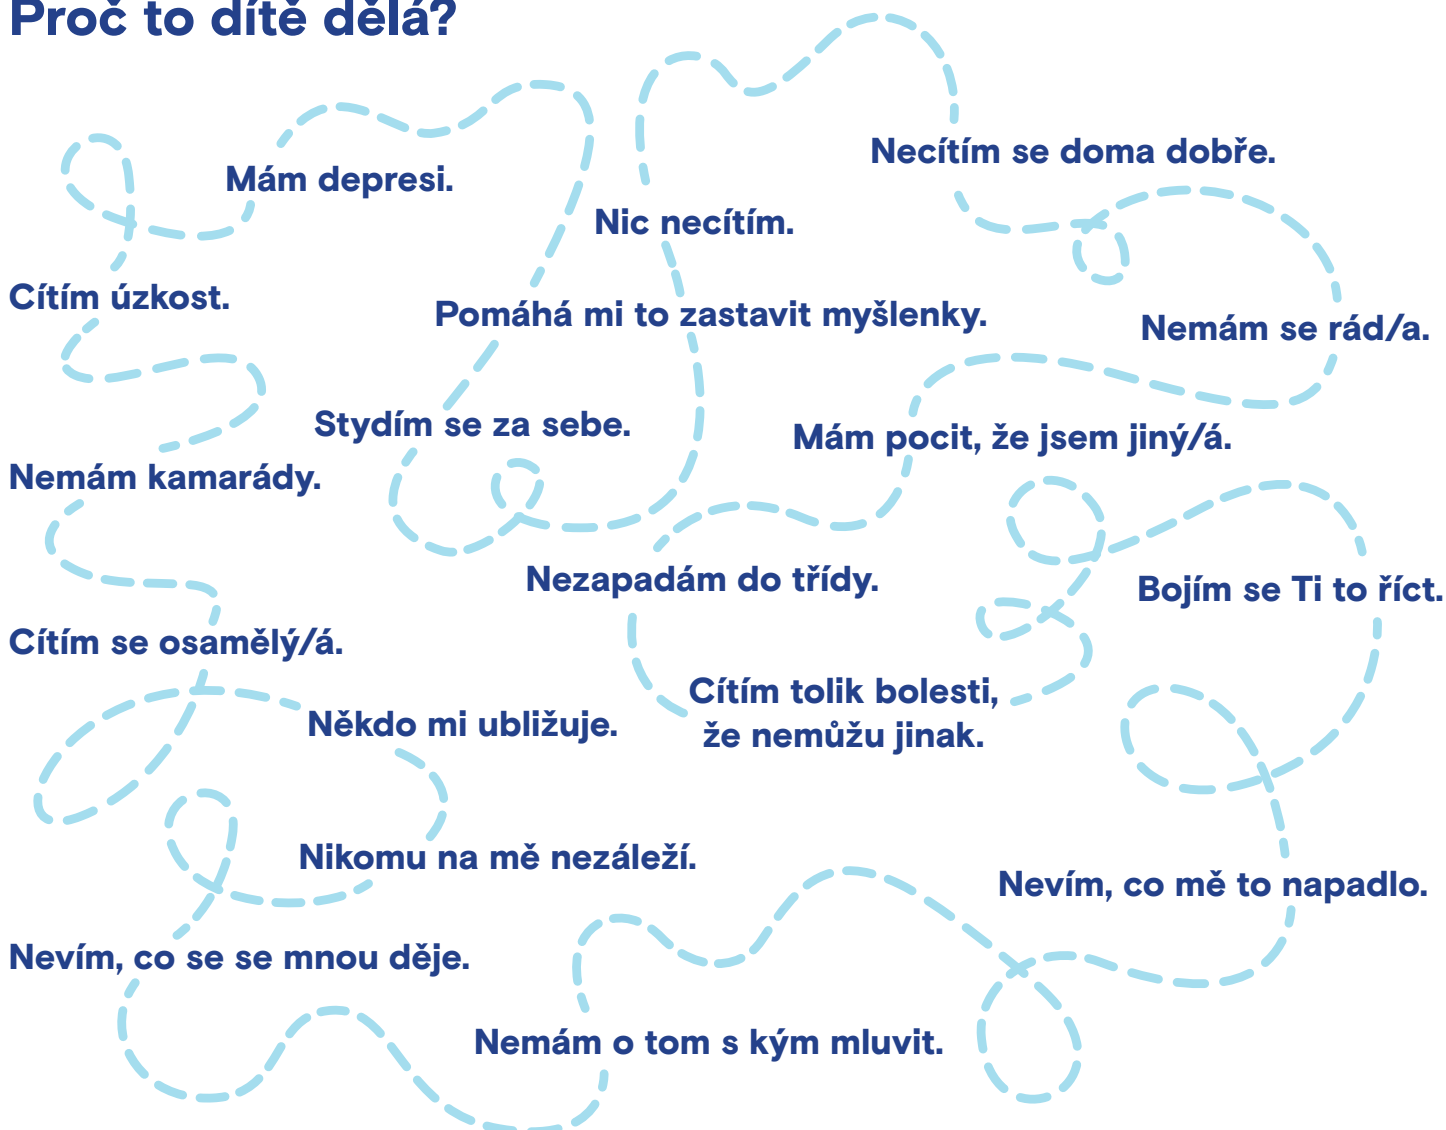 Proč to dítě dělá?
Necítím se doma dobře.
Mám depresi.
Nic necítím.
Cítím úzkost.
Pomáhá mi to zastavit myšlenky.
Nemám se rád/a.
Stydím se za sebe.
Mám pocit, že jsem jiný/á.
Nemám kamarády.
Nezapadám do třídy.
Bojím se Ti to říct.
Cítím se osamělý/á.
Cítím tolik bolesti,
že nemůžu jinak.
Někdo mi ubližuje.
Nikomu na mě nezáleží.
Nevím, co mě to napadlo.
Nevím, co se se mnou děje.
Nemám o tom s kým mluvit.